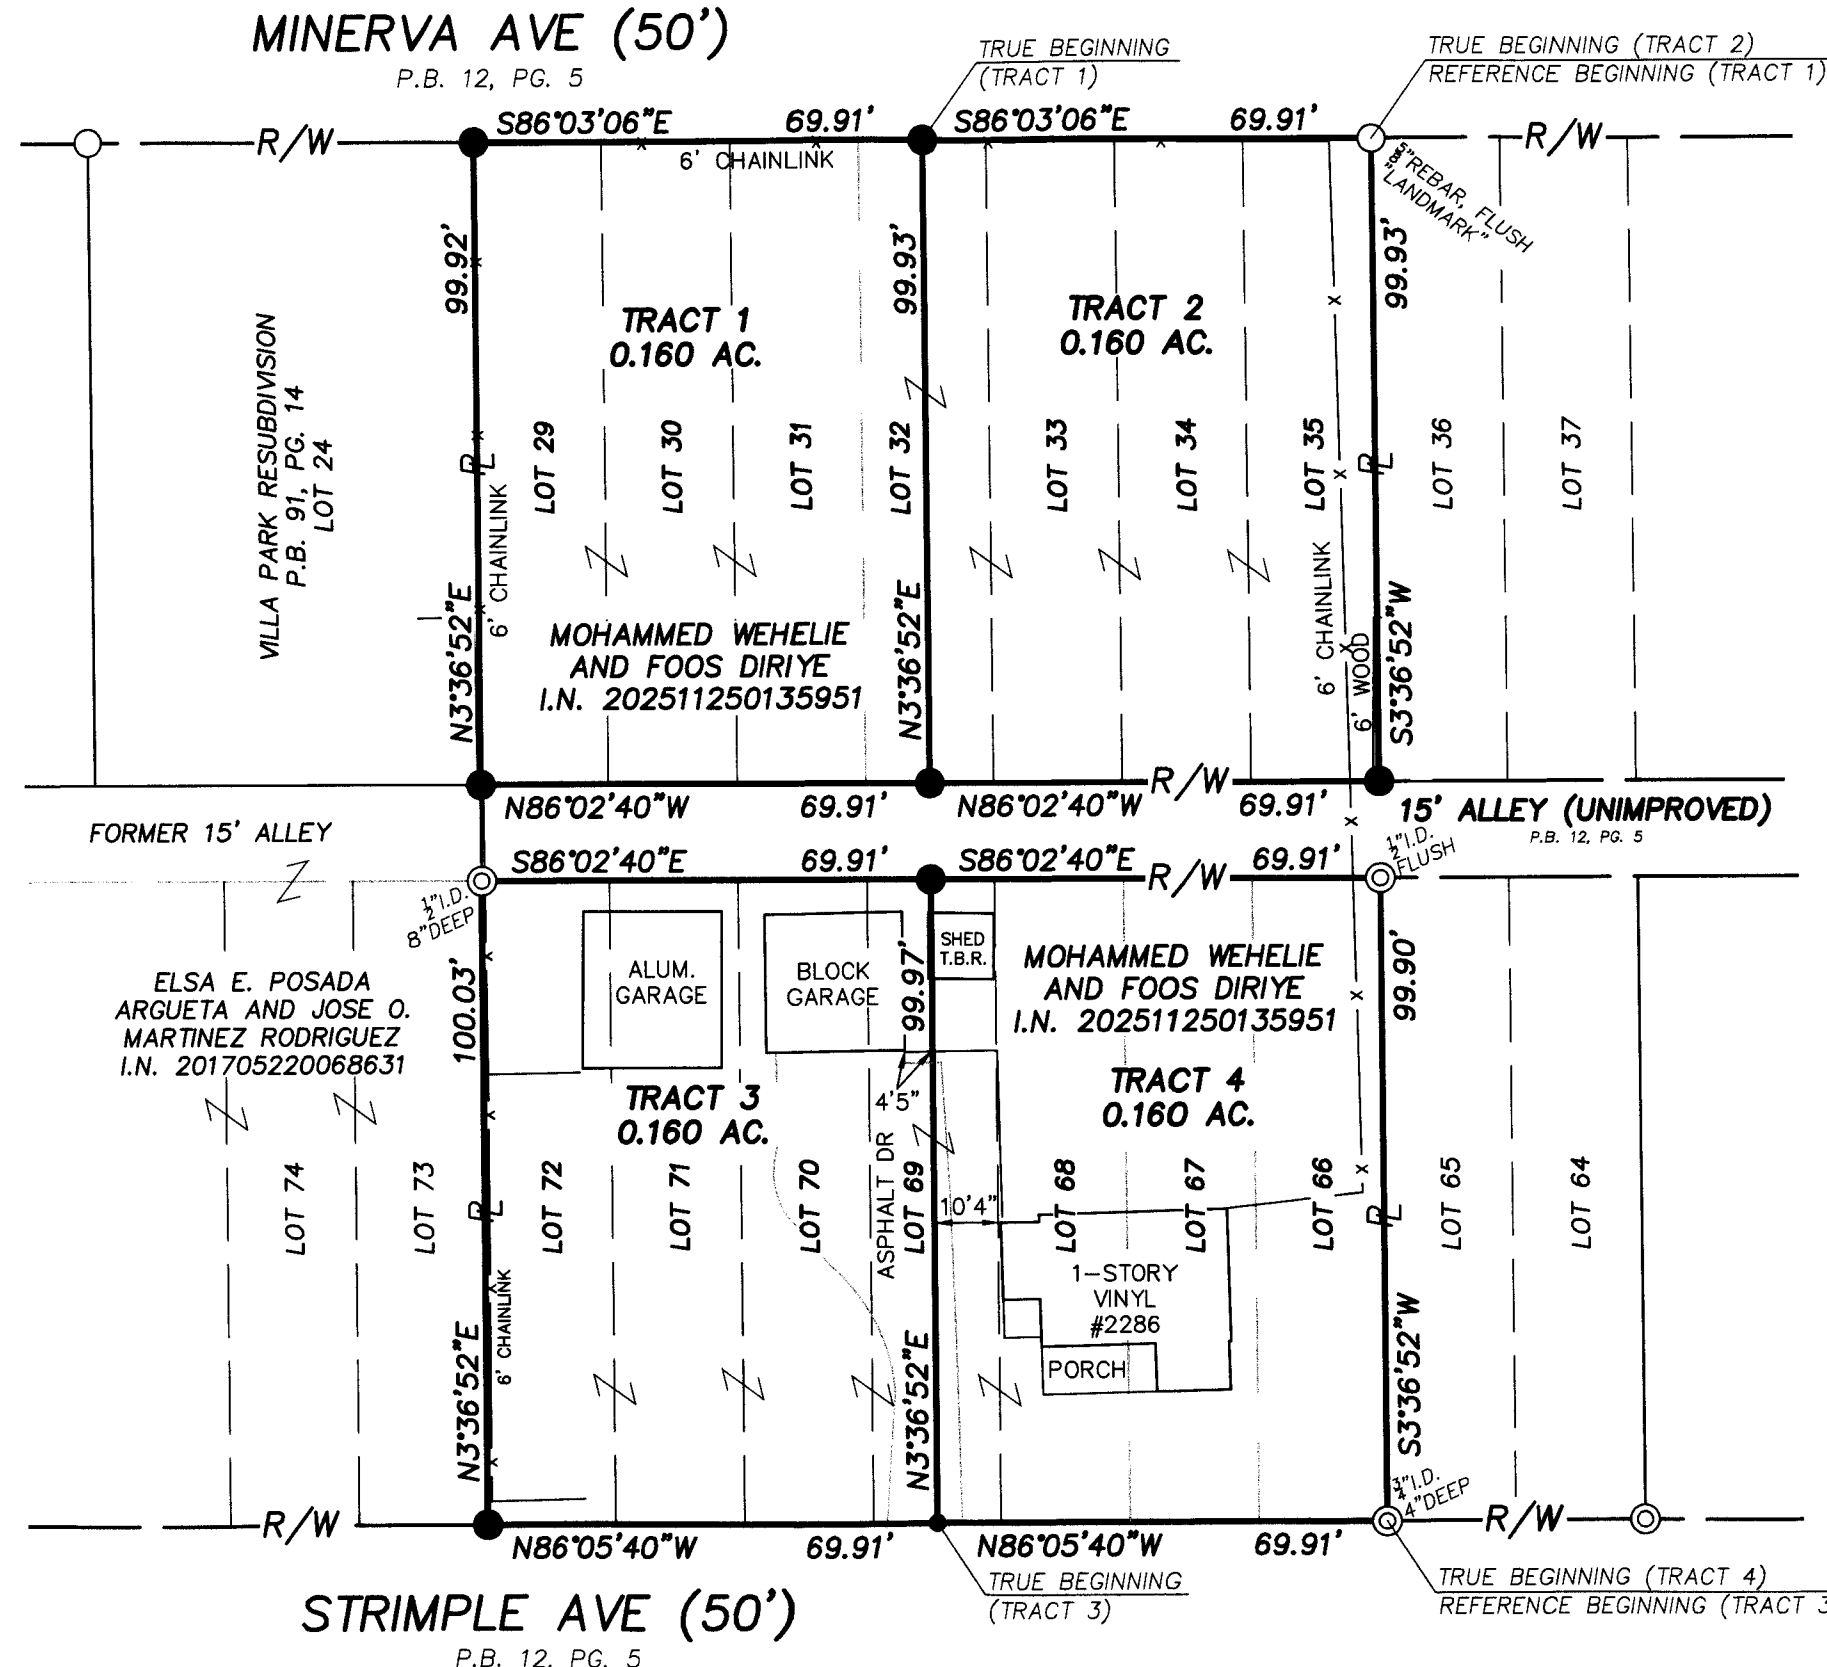 MINERVA AVE (50')
P.B. 12, PG. 5
TRUE BEGINNING
(TRACT 1)
TRUE BEGINNING (TRACT 2)
REFERENCE BEGINNING (TRACT 1)
R/W
S86°03'06"E 69.91'
S86°03'06"E 69.91'
R/W
6' CHAINLINK
5/8" REBAR, FLUSH
"LANDMARK"
99.92'
99.93'
99.93'
TRACT 1
0.160 AC.
TRACT 2
0.160 AC.
VILLA PARK RESUBDIVISION
P.B. 91, PG. 14
LOT 24
PL
LOT 29
LOT 30
LOT 31
LOT 32
LOT 33
LOT 34
LOT 35
PL
LOT 36
LOT 37
6' CHAINLINK
6' CHAINLINK
6' WOOD
N3°36'52"E
N3°36'52"E
S3°36'52"W
MOHAMMED WEHELIE
AND FOOS DIRIYE
I.N. 202511250135951
N86°02'40"W 69.91'
N86°02'40"W R/W 69.91'
15' ALLEY (UNIMPROVED)
P.B. 12, PG. 5
FORMER 15' ALLEY
S86°02'40"E 69.91'
S86°02'40"E R/W 69.91'
1/2" I.D.
FLUSH
1/2" I.D.
8" DEEP
ELSA E. POSADA
ARGUETA AND JOSE O.
MARTINEZ RODRIGUEZ
I.N. 201705220068631
100.03'
ALUM.
GARAGE
BLOCK
GARAGE
99.97'
SHED
T.B.R.
MOHAMMED WEHELIE
AND FOOS DIRIYE
I.N. 202511250135951
99.90'
TRACT 3
0.160 AC.
4'5"
TRACT 4
0.160 AC.
LOT 74
LOT 73
PL
LOT 72
LOT 71
LOT 70
ASPHALT DR
LOT 69
10'4"
LOT 68
LOT 67
LOT 66
PL
LOT 65
LOT 64
1-STORY
VINYL
#2286
PORCH
6' CHAINLINK
N3°36'52"E
N3°36'52"E
S3°36'52"W
3/4" I.D.
4" DEEP
R/W
N86°05'40"W 69.91'
N86°05'40"W 69.91'
R/W
TRUE BEGINNING
(TRACT 3)
TRUE BEGINNING (TRACT 4)
REFERENCE BEGINNING (TRACT 3
STRIMPLE AVE (50')
P.B. 12, PG. 5